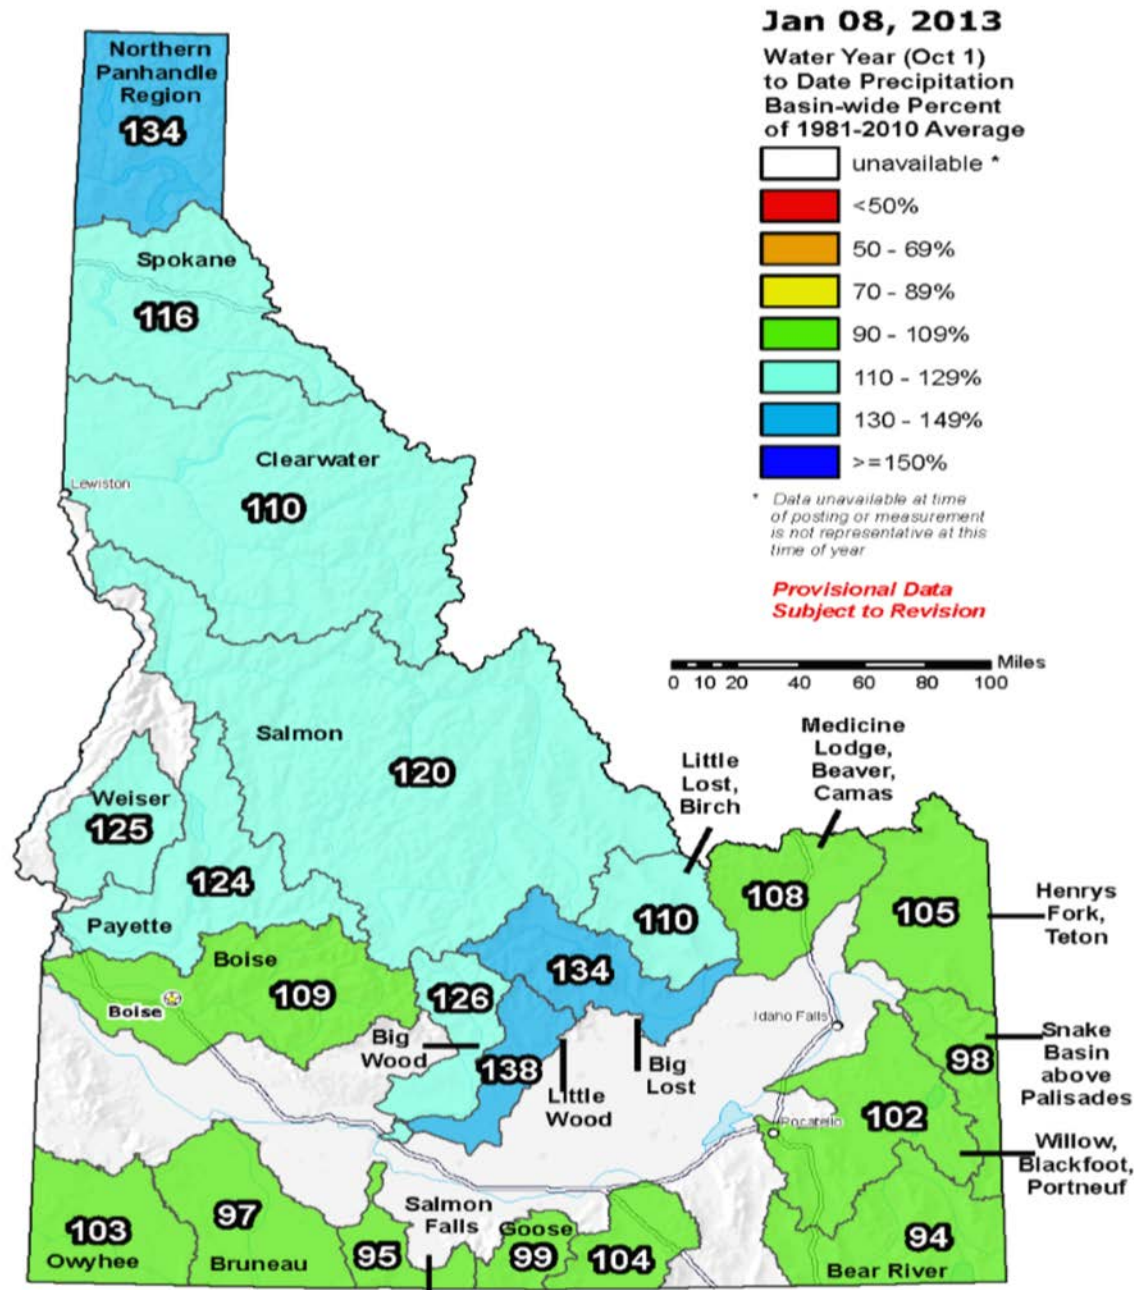 Jan 08, 2013
Water Year (Oct 1)
to Date Precipitation
Basin-wide Percent
of 1981-2010 Average
unavailable *
<50%
50 - 69%
70 - 89%
90 - 109%
110 - 129%
130 - 149%
>=150%
* Data unavailable at time
of posting or measurement
is not representative at this
time of year
Provisional Data
Subject to Revision
Miles
0 10 20 40 60 80 100
Northern
Panhandle
Region
134
Spokane
116
Clearwater
110
Lewiston
Salmon
120
Weiser
125
124
Payette
Boise
109
Boise
Little
Lost,
Birch
110
Medicine
Lodge,
Beaver,
Camas
108
105
Henrys
Fork,
Teton
134
126
Big
Wood
138
Little
Wood
Big
Lost
Idaho Falls
98
Snake
Basin
above
Palisades
102
Pocatello
Willow,
Blackfoot,
Portneuf
103
Owyhee
97
Bruneau
95
Salmon
Falls
Goose
99
104
94
Bear River